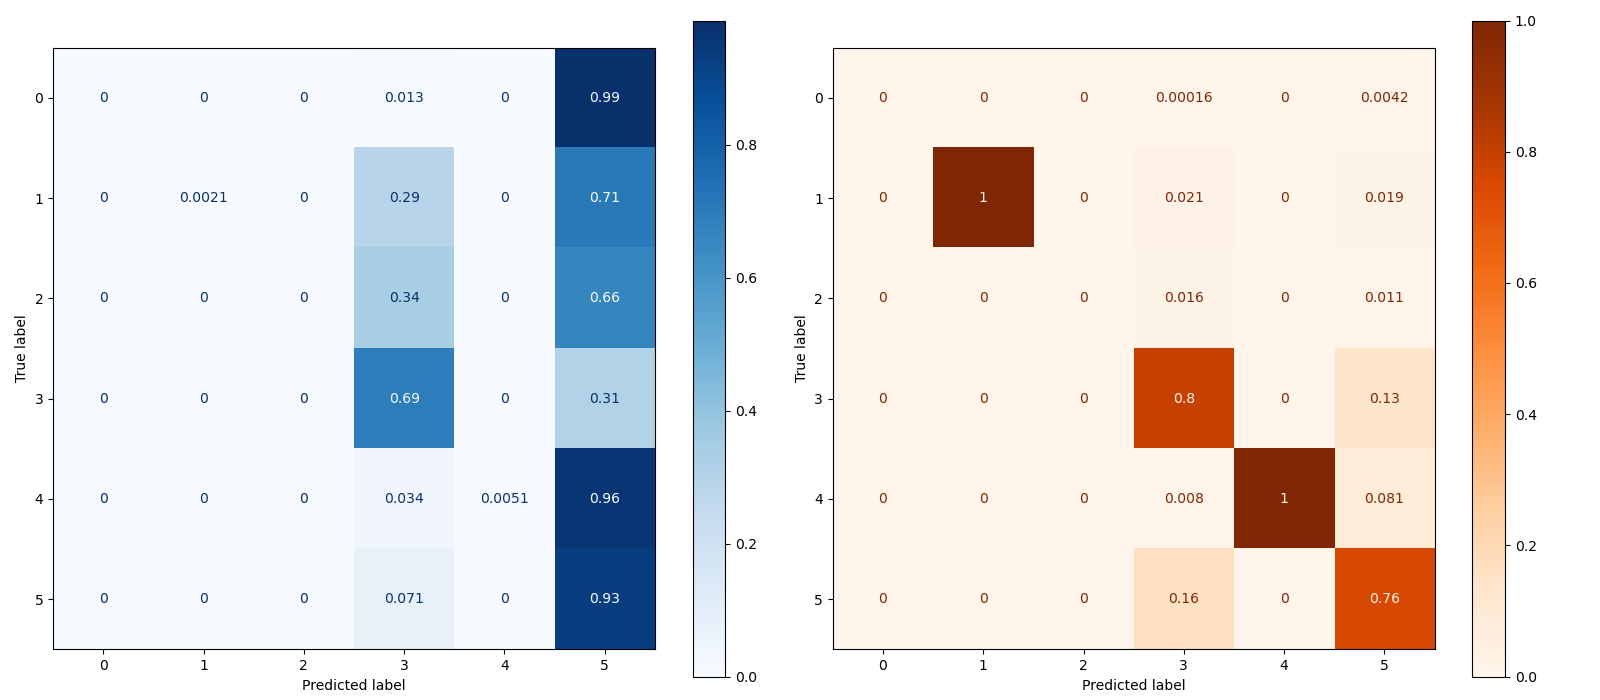 0 0 0 0 0.013 0 0.99
1 0 0.0021 0 0.29 0 0.71
2 0 0 0 0.34 0 0.66
3 0 0 0 0.69 0 0.31
4 0 0 0 0.034 0.0051 0.96
5 0 0 0 0.071 0 0.93
0 1 2 3 4 5
True label
Predicted label
0.8
0.6
0.4
0.2
0.0
0 0 0 0 0.00016 0 0.0042
1 0 1 0 0.021 0 0.019
2 0 0 0 0.016 0 0.011
3 0 0 0 0.8 0 0.13
4 0 0 0 0.008 1 0.081
5 0 0 0 0.16 0 0.76
0 1 2 3 4 5
True label
Predicted label
1.0
0.8
0.6
0.4
0.2
0.0